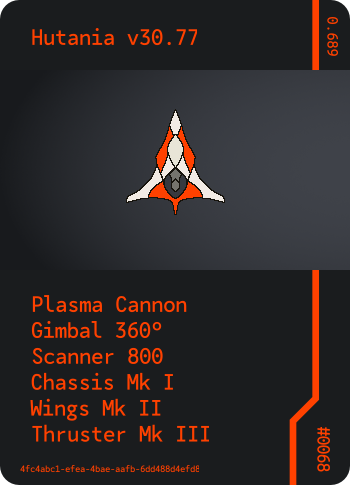 Hutania v30.77
0.689
Plasma Cannon
Gimbal 360°
Scanner 800
Chassis Mk I
Wings Mk II
Thruster Mk III
4fc4abc1-efea-4bae-aafb-6dd488d4efd8
#0068